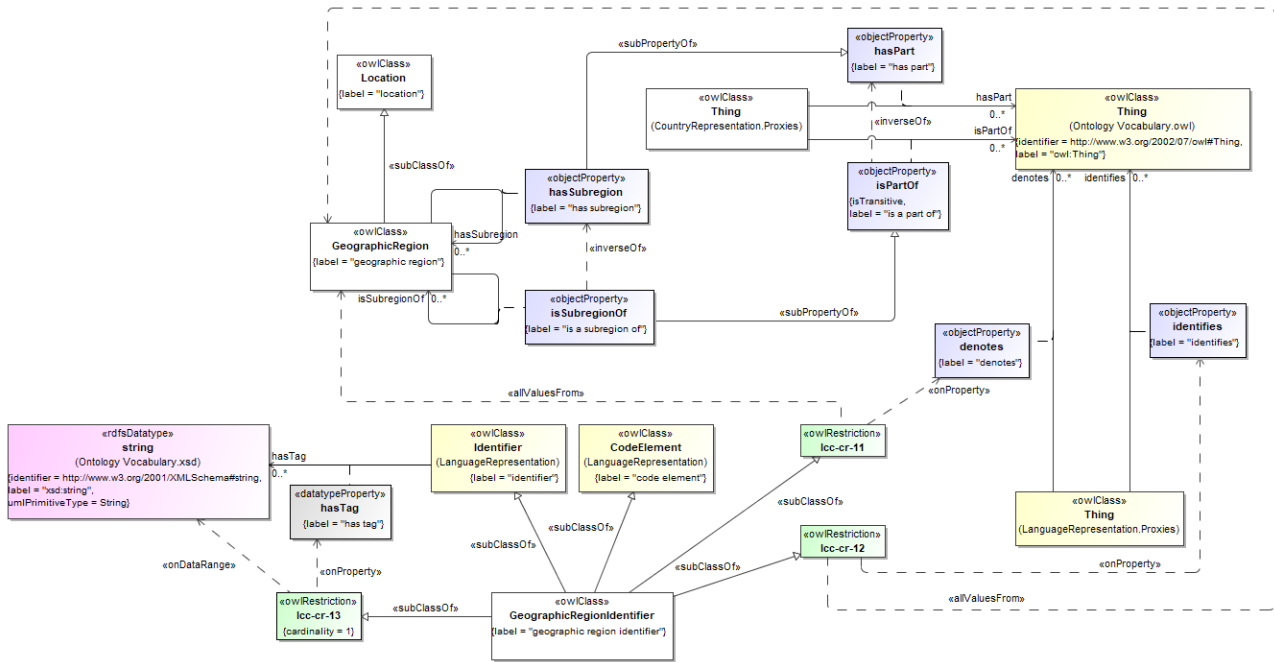 «objectProperty»
hasPart
{label = "has part"}
«subPropertyOf»
«owlClass»
Location
{label = "location"}
«owlClass»
Thing
(CountryRepresentation.Proxies)
hasPart
0..*
isPartOf
0..*
«inverseOf»
«owlClass»
Thing
(Ontology Vocabulary.owl)
{identifier = http://www.w3.org/2002/07/owl#Thing,
label = "owl:Thing"}
denotes
0..*
identifies
0..*
«subClassOf»
«objectProperty»
hasSubregion
{label = "has subregion"}
«objectProperty»
isPartOf
{isTransitive,
label = "is a part of"}
«owlClass»
GeographicRegion
{label = "geographic region"}
hasSubregion
0..*
«inverseOf»
isSubregionOf
0..*
«objectProperty»
isSubregionOf
{label = "is a subregion of"}
«subPropertyOf»
«objectProperty»
denotes
{label = "denotes"}
«objectProperty»
identifies
{label = "identifies"}
«allValuesFrom»
«onProperty»
«rdfsDatatype»
string
(Ontology Vocabulary.xsd)
{identifier = http://www.w3.org/2001/XMLSchema#string,
label = "xsd:string",
umlPrimitiveType = String}
hasTag
0..*
«owlClass»
Identifier
(LanguageRepresentation)
{label = "identifier"}
«owlClass»
CodeElement
(LanguageRepresentation)
{label = "code element"}
«owlRestriction»
lcc-cr-11
«datatypeProperty»
hasTag
{label = "has tag"}
«owlClass»
Thing
(LanguageRepresentation.Proxies)
«subClassOf»
«subClassOf»
«subClassOf»
«owlRestriction»
lcc-cr-12
«onDataRange»
«onProperty»
«subClassOf»
«onProperty»
«owlRestriction»
lcc-cr-13
{cardinality = 1}
«subClassOf»
«owlClass»
GeographicRegionIdentifier
{label = "geographic region identifier"}
«allValuesFrom»